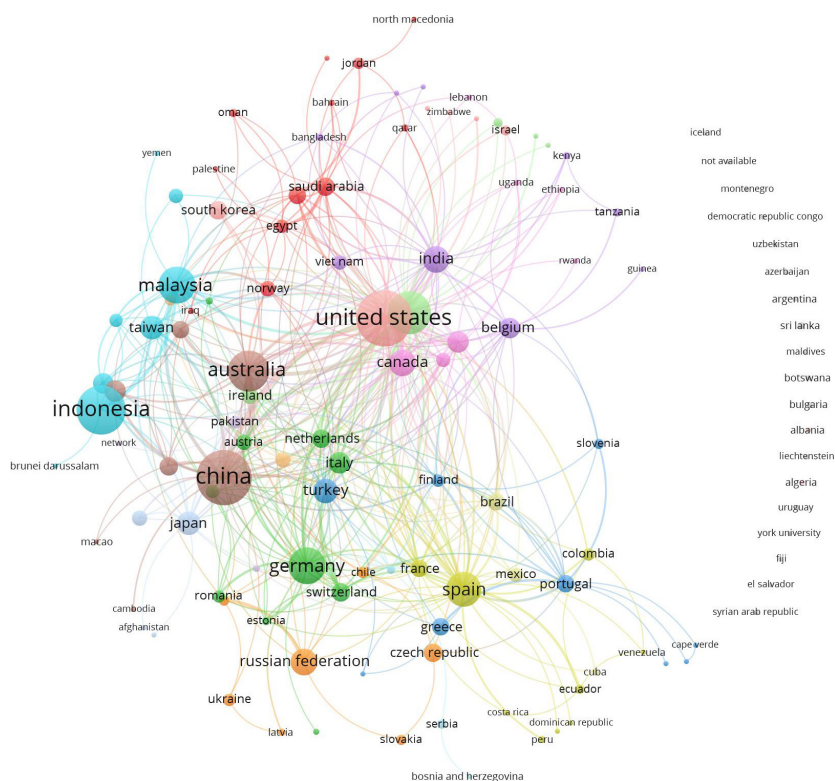 north macedonia
jordan
lebanon
bahrain
oman
zimbabwe
qatar
israel
bangladesh
iceland
yemen
kenya
not available
palestine
saudi arabia
uganda
ethiopia
montenegro
south korea
tanzania
democratic republic congo
egypt
uzbekistan
viet nam
india
rwanda
guinea
azerbaijan
malaysia
norway
argentina
iraq
united states
taiwan
belgium
sri lanka
maldives
canada
australia
botswana
ireland
indonesia
bulgaria
pakistan
albania
network
austria
netherlands
slovenia
liechtenstein
brunei darussalam
italy
china
finland
algeria
turkey
brazil
uruguay
japan
york university
macao
colombia
fiji
germany
chile
france
mexico
portugal
el salvador
spain
romania
switzerland
cambodia
syrian arab republic
estonia
afghanistan
greece
cape verde
venezuela
russian federation
czech republic
cuba
ecuador
ukraine
costa rica
serbia
dominican republic
latvia
slovakia
peru
bosnia and herzegovina